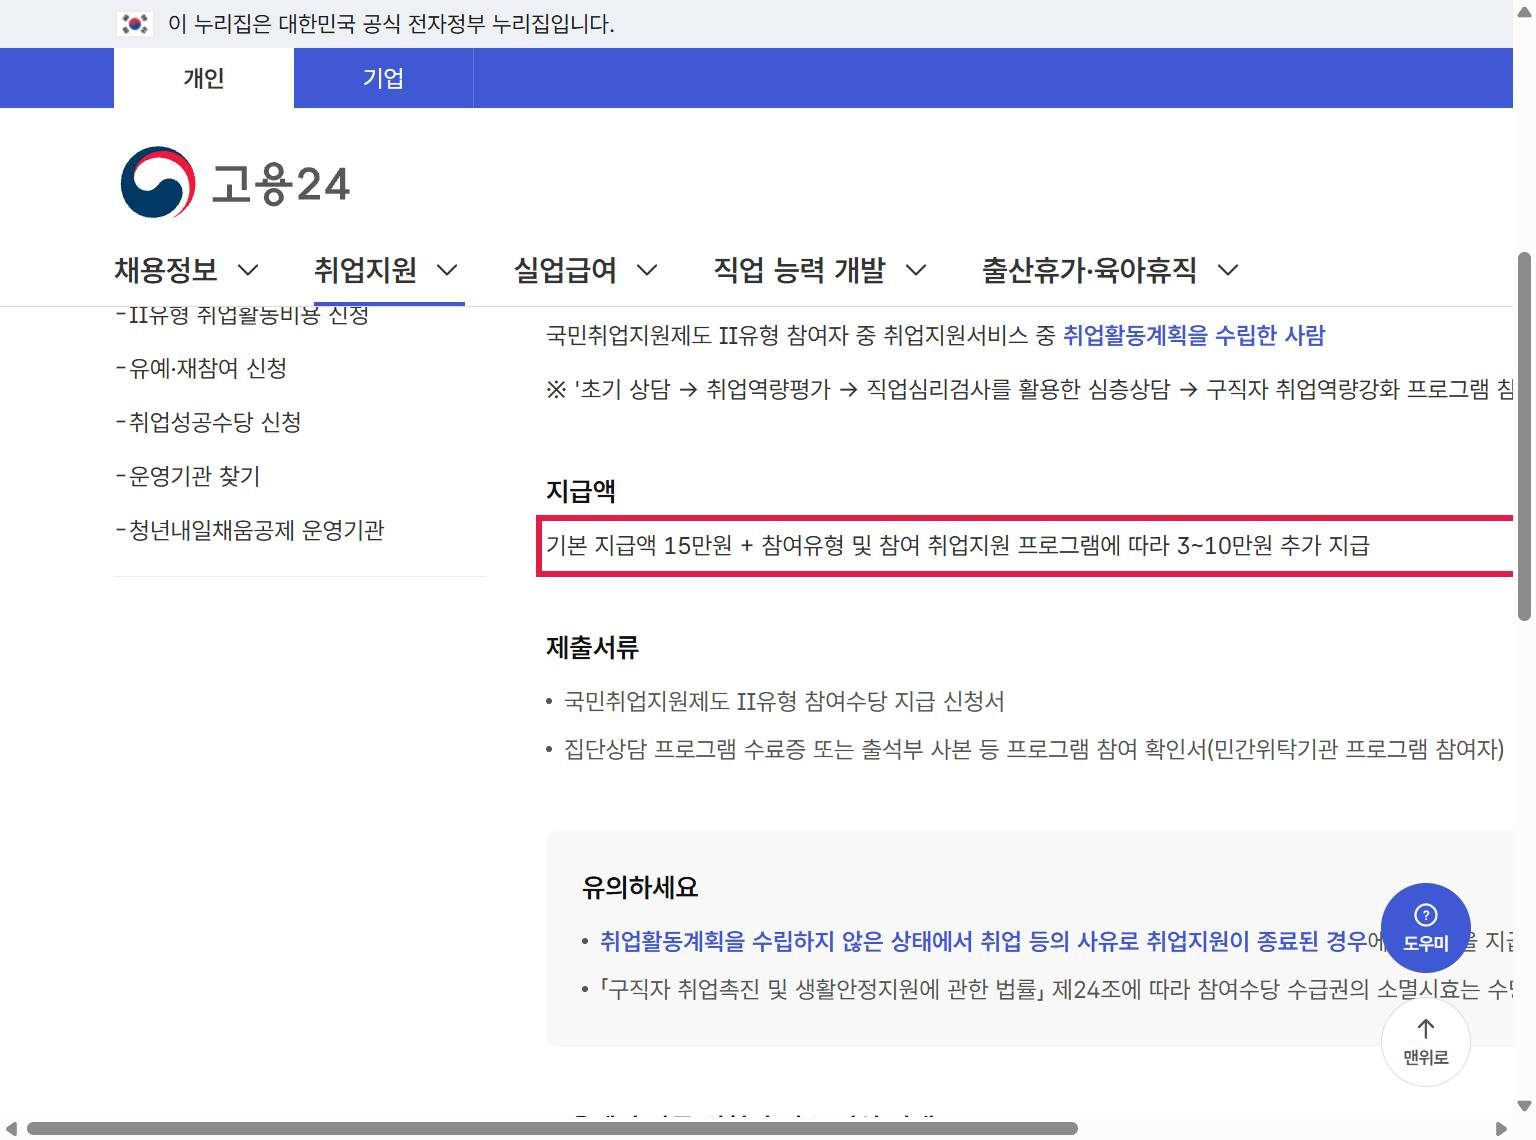 이 누리집은 대한민국 공식 전자정부 누리집입니다.
개인
기업
고용24
채용정보
취업지원
실업급여
직업 능력 개발
출산휴가·육아휴직
-II유형 취업활동비용 신청
-유예·재참여 신청
-취업성공수당 신청
-운영기관 찾기
-청년내일채움공제 운영기관
국민취업지원제도 II유형 참여자 중 취업지원서비스 중 취업활동계획을 수립한 사람
※ '초기 상담 → 취업역량평가 → 직업심리검사를 활용한 심층상담 → 구직자 취업역량강화 프로그램
지급액
기본 지급액 15만원 + 참여유형 및 참여 취업지원 프로그램에 따라 3~10만원 추가 지급
제출서류
• 국민취업지원제도 II유형 참여수당 지급 신청서
• 집단상담 프로그램 수료증 또는 출석부 사본 등 프로그램 참여 확인서(민간위탁기관 프로그램 참여자)
유의하세요
• 취업활동계획을 수립하지 않은 상태에서 취업 등의 사유로 취업지원이 종료된 경우에
• 「구직자 취업촉진 및 생활안정지원에 관한 법률」 제24조에 따라 참여수당 수급권의 소멸시효는
도우미
맨위로